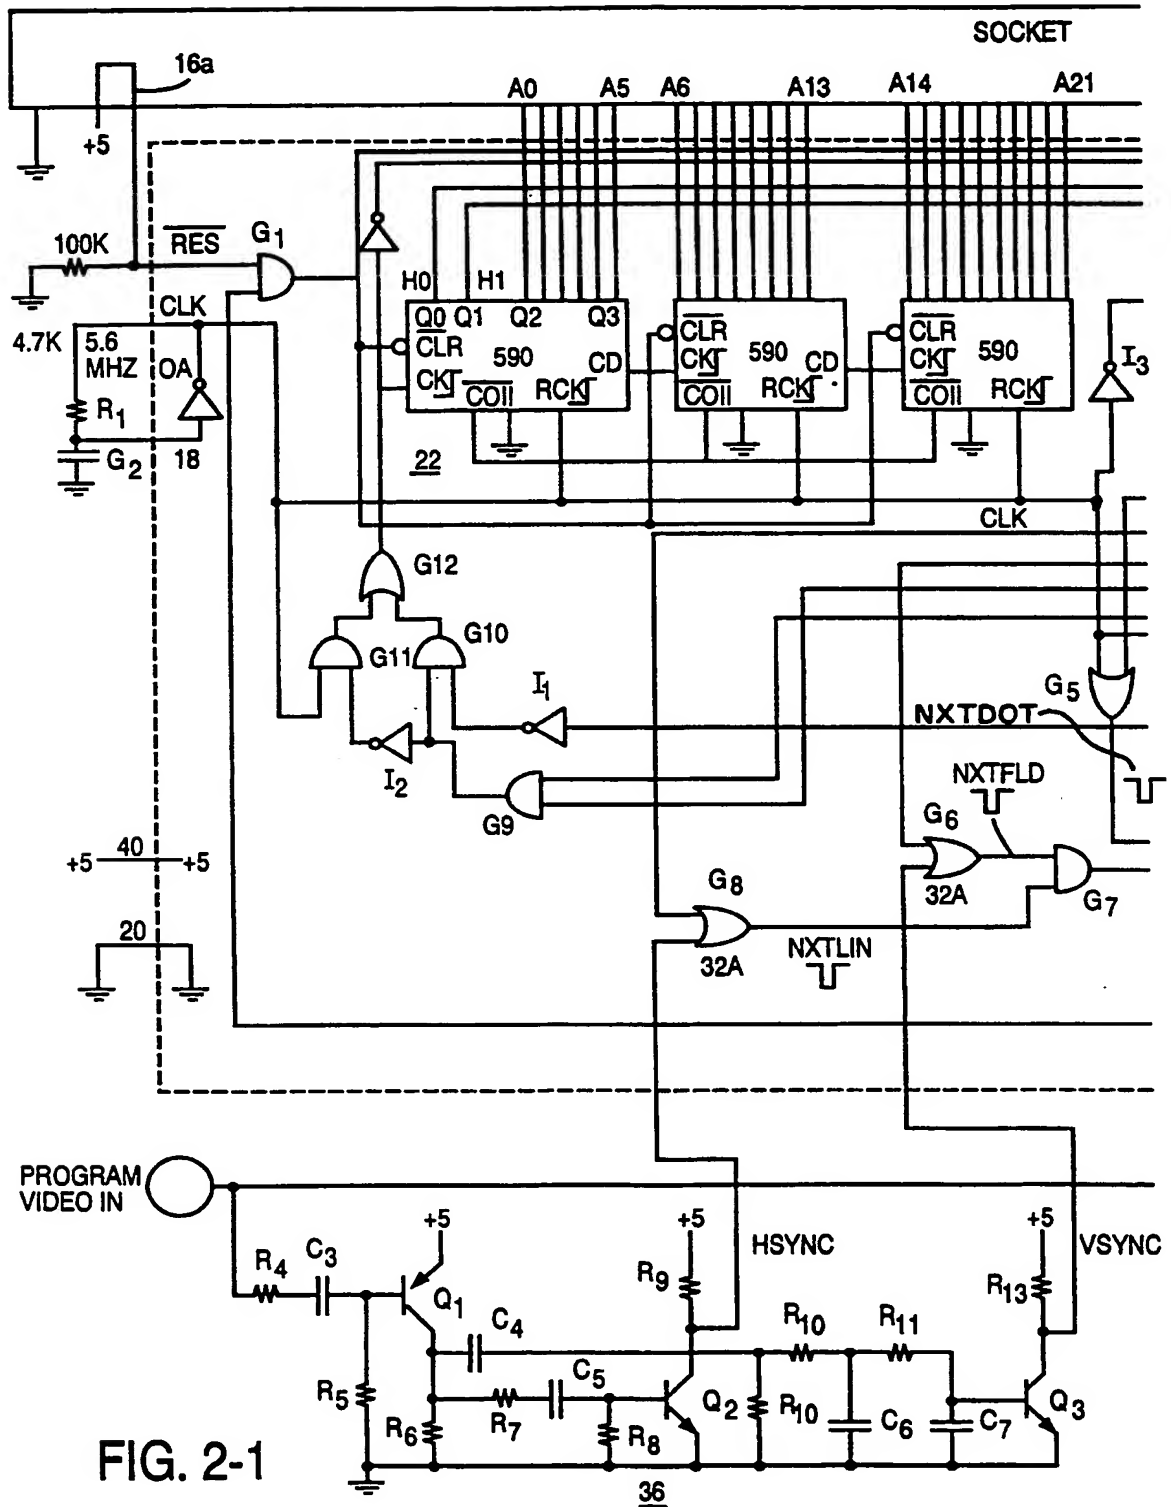 SOCKET
16a
A0 A5 A6 A13 A14 A21
+5
100K
RES
G1
H0 H1
CLK
Q0 Q1 Q2 Q3
CLR
590
CD
CK
COII
RCK
CLR
CK
590
CD
COII
RCK
CLR
CK
590
COII
RCK
I3
4.7K
5.6
MHZ
OA
R1
G2
18
22
CLK
G12
G11
G10
I1
I2
G9
G5
NXTDOT
NXTFLD
G6
32A
G7
G8
32A
NXTLIN
+5 40 +5
20
PROGRAM
VIDEO IN
+5
+5
+5
HSYNC
VSYNC
R4
C3
Q1
R9
R13
C4
R10
R11
R5
C5
R6
R7
R8
Q2
R10
C6
C7
Q3
FIG. 2-1
36